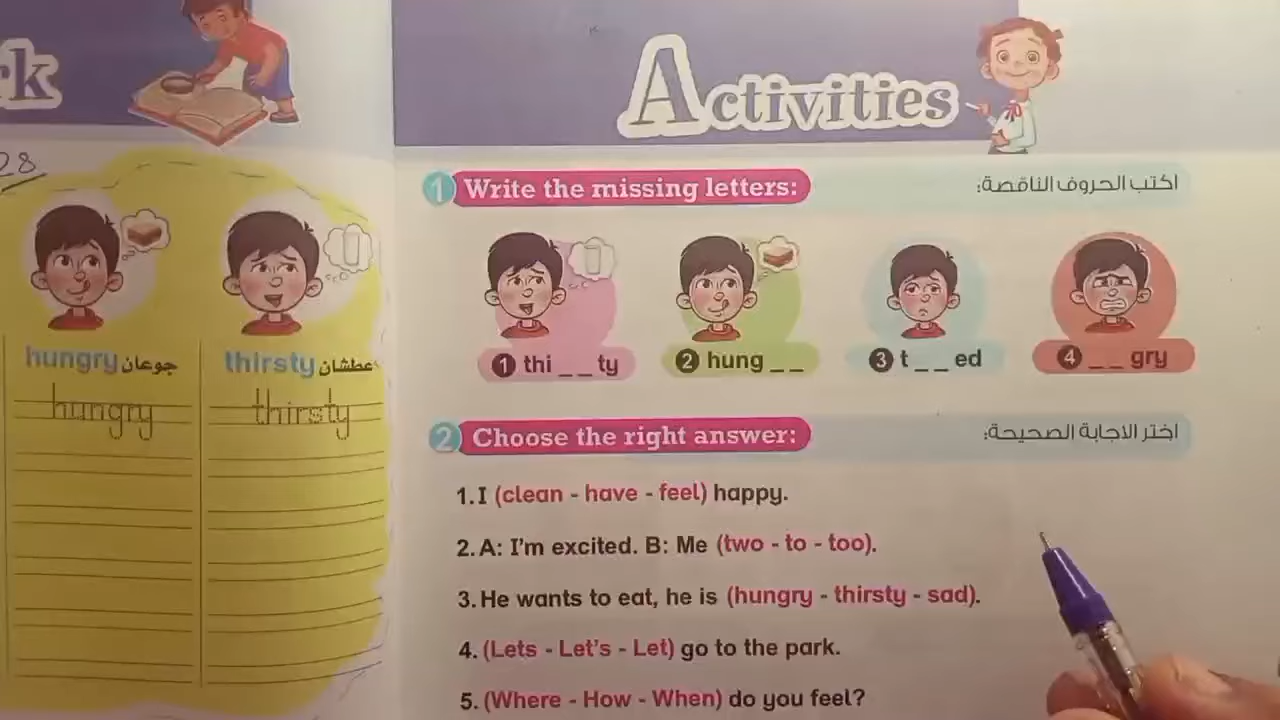 rk
28
hungry جوعان
thirsty عطشان
hungry
thirsty
Activities
1 Write the missing letters:
اكتب الحروف الناقصة:
1 thi _ _ ty
2 hung _ _
3 t _ _ ed
4 _ _ gry
2 Choose the right answer:
اختر الاجابة الصحيحة:
1. I (clean - have - feel) happy.
2. A: I'm excited. B: Me (two - to - too).
3. He wants to eat, he is (hungry - thirsty - sad).
4. (Lets - Let's - Let) go to the park.
5. (Where - How - When) do you feel?